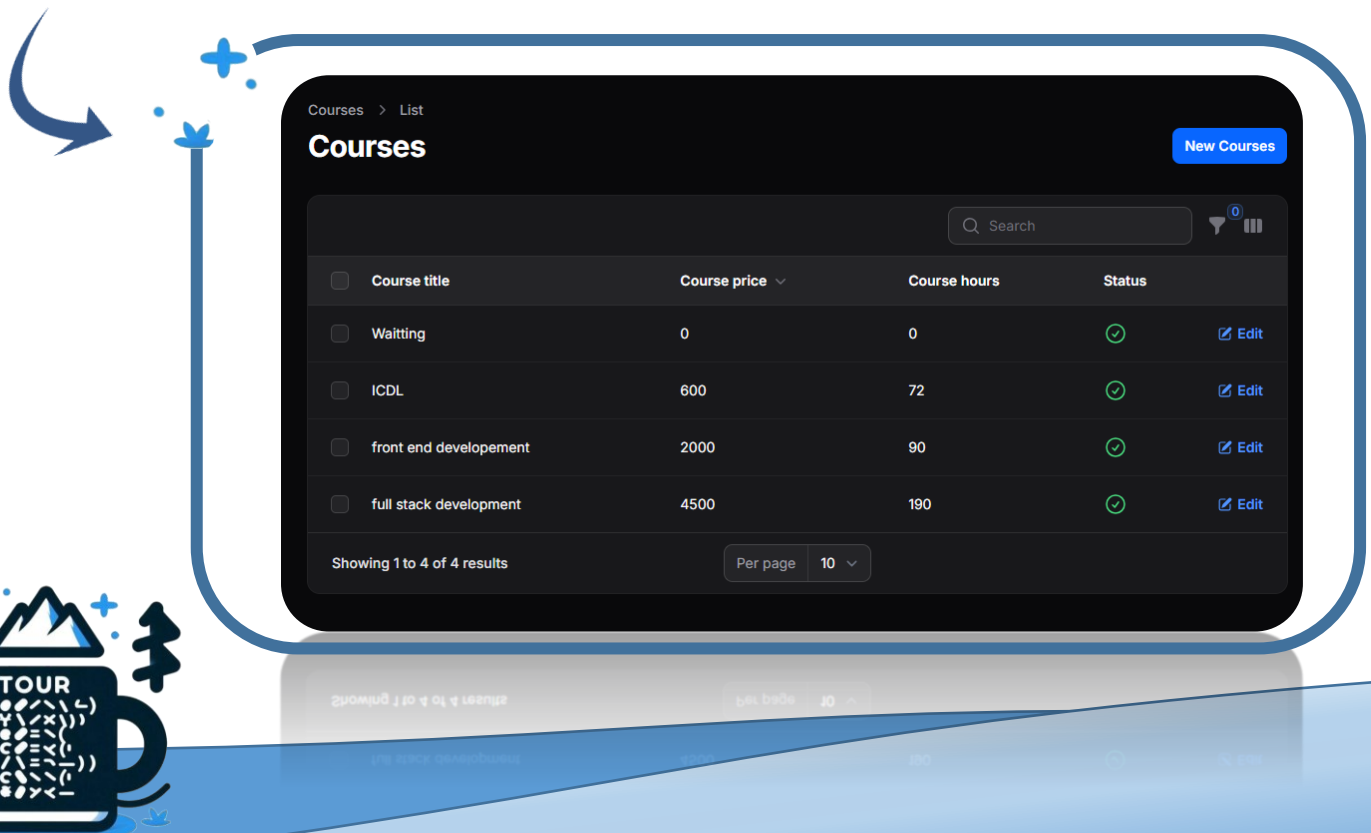 Courses > List
Courses
New Courses
Search
0
Course title Course price Course hours Status
Waitting 0 0 Edit
ICDL 600 72 Edit
front end developement 2000 90 Edit
full stack development 4500 190 Edit
Showing 1 to 4 of 4 results Per page 10
TOUR